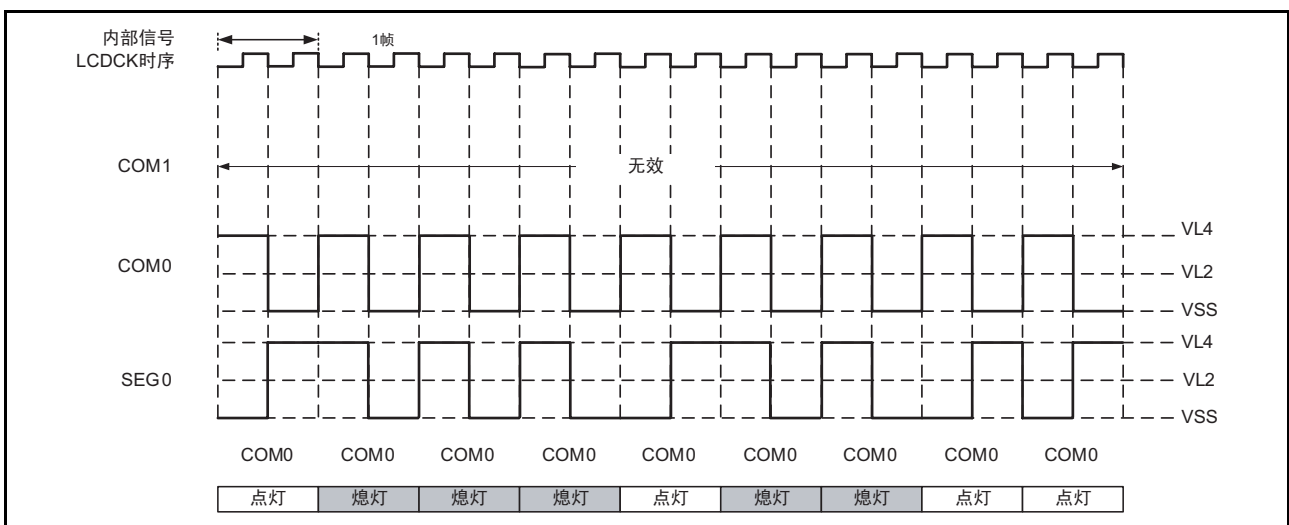 内部信号
LCDCK时序
1帧
COM1
无效
COM0
VL4
VL2
VSS
SEG0
VL4
VL2
VSS
COM0 COM0 COM0 COM0 COM0 COM0 COM0 COM0 COM0
点灯 熄灯 熄灯 熄灯 点灯 熄灯 熄灯 点灯 点灯